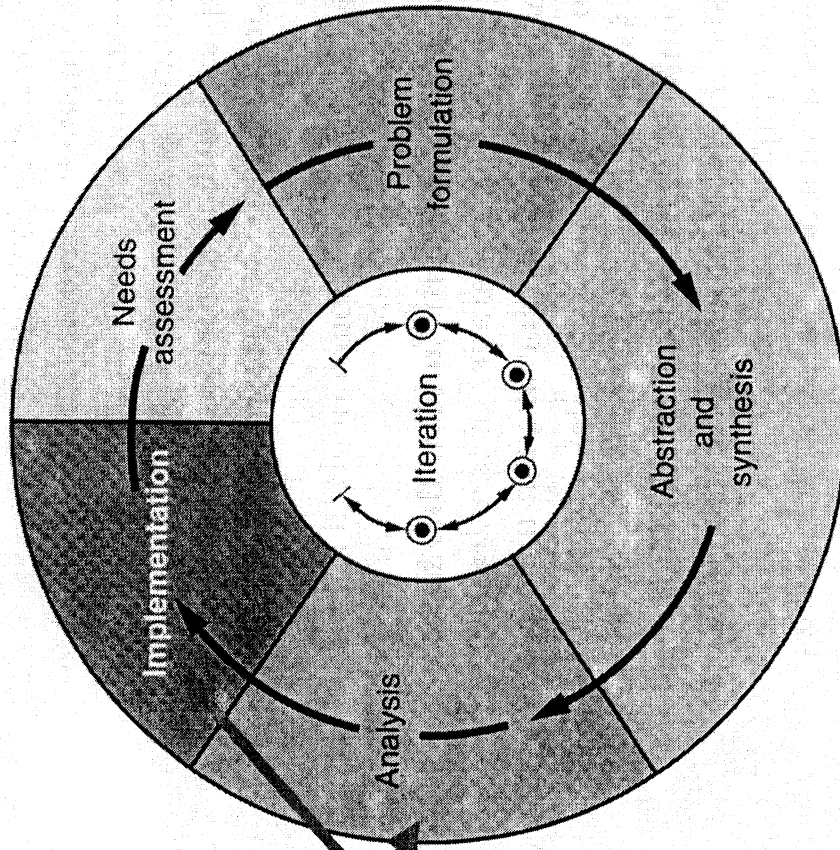 Needs
assessment
Problem
formulation
Abstraction
and
synthesis
Analysis
Implementation
Iteration